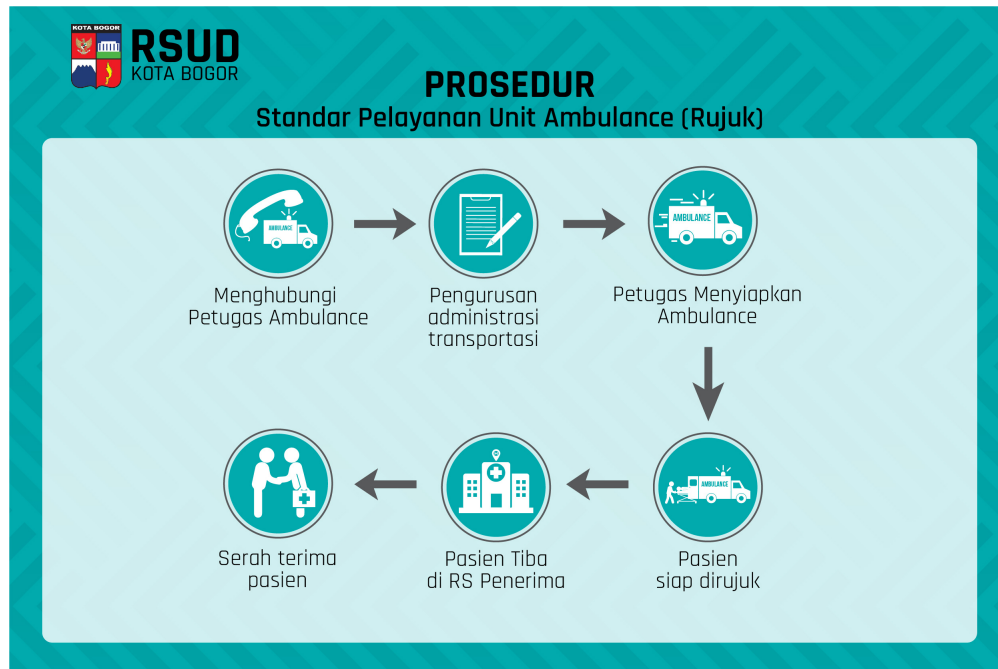 KOTA BOGOR
RSUD
KOTA BOGOR
PROSEDUR
Standar Pelayanan Unit Ambulance (Rujuk)
AMBULANCE
AMBULANCE
Menghubungi
Petugas Ambulance
Pengurusan
administrasi
transportasi
Petugas Menyiapkan
Ambulance
AMBULANCE
Serah terima
pasien
Pasien Tiba
di RS Penerima
Pasien
siap dirujuk